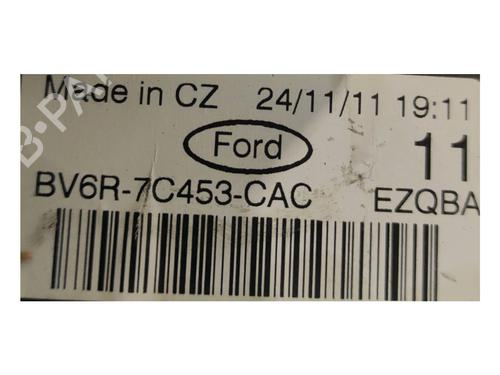 Made in CZ 24/11/11 19:11
Ford 11
BV6R-7C453-CAC EZQBA